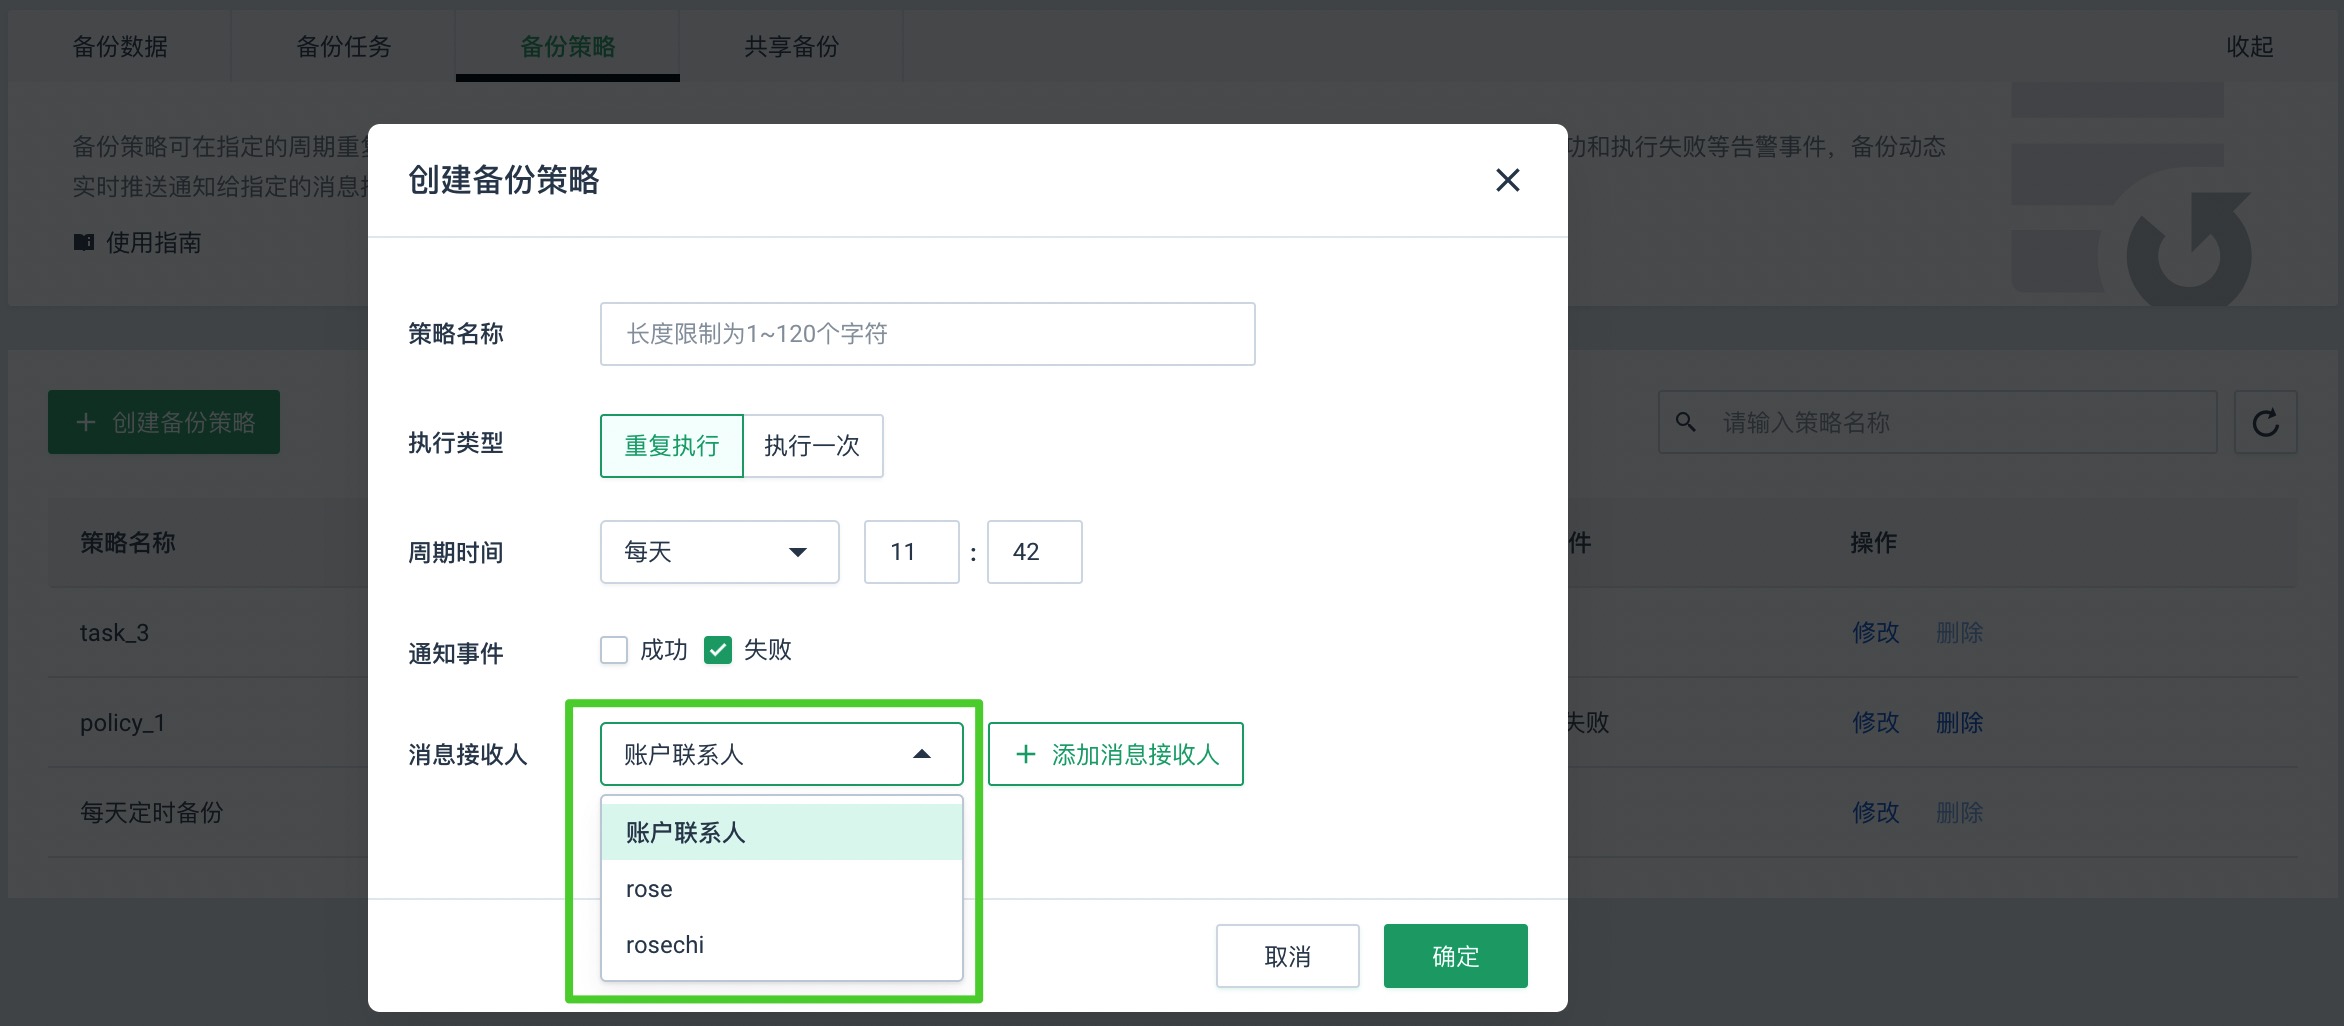 备份数据
备份任务
备份策略
共享备份
收起
备份策略可在指定的周期重
功和执行失败等告警事件，备份动态
实时推送通知给指定的消息
使用指南
创建备份策略
请输入策略名称
策略名称
件
操作
task_3
修改
删除
policy_1
失败
修改
删除
每天定时备份
修改
删除
创建备份策略
策略名称
长度限制为1~120个字符
执行类型
重复执行
执行一次
周期时间
每天
11
:
42
通知事件
成功
失败
消息接收人
账户联系人
添加消息接收人
账户联系人
rose
rosechi
取消
确定